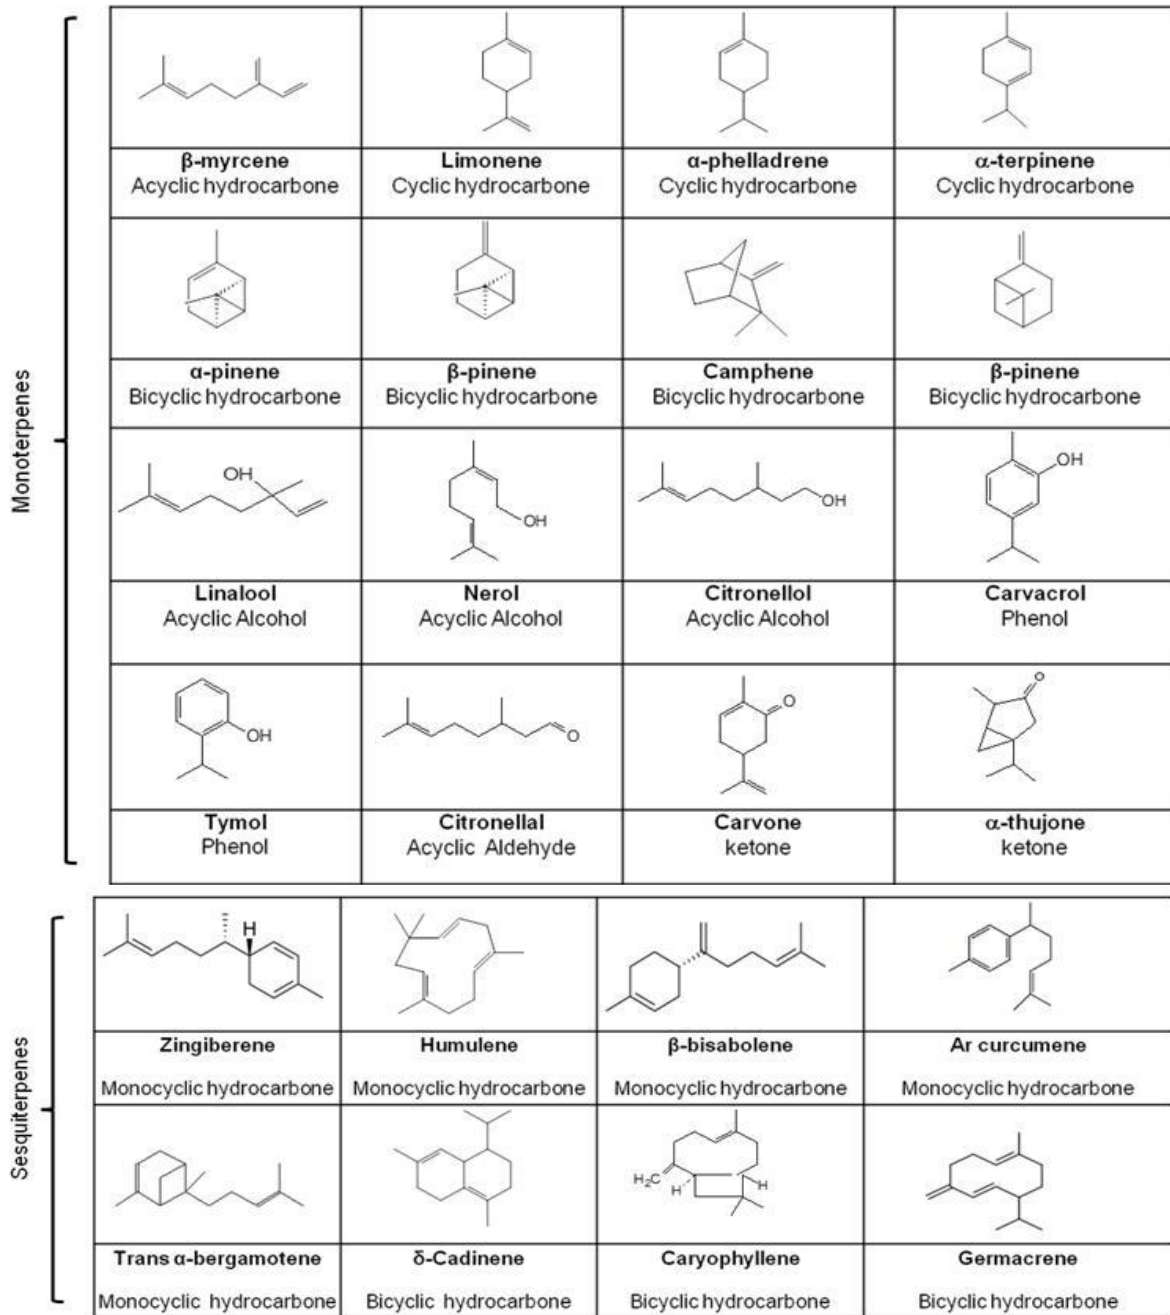 Monoterpenes
β-myrcene
Acyclic hydrocarbone
Limonene
Cyclic hydrocarbone
α-phelladrene
Cyclic hydrocarbone
α-terpinene
Cyclic hydrocarbone
α-pinene
Bicyclic hydrocarbone
β-pinene
Bicyclic hydrocarbone
Camphene
Bicyclic hydrocarbone
β-pinene
Bicyclic hydrocarbone
OH
OH
OH
OH
Linalool
Acyclic Alcohol
Nerol
Acyclic Alcohol
Citronellol
Acyclic Alcohol
Carvacrol
Phenol
OH
O
O
O
Tymol
Phenol
Citronellal
Acyclic Aldehyde
Carvone
ketone
α-thujone
ketone
Sesquiterpenes
H
Zingiberene
Monocyclic hydrocarbone
Humulene
Monocyclic hydrocarbone
β-bisabolene
Monocyclic hydrocarbone
Ar curcumene
Monocyclic hydrocarbone
H₂C
H
H
Trans α-bergamotene
Monocyclic hydrocarbone
δ-Cadinene
Bicyclic hydrocarbone
Caryophyllene
Bicyclic hydrocarbone
Germacrene
Bicyclic hydrocarbone